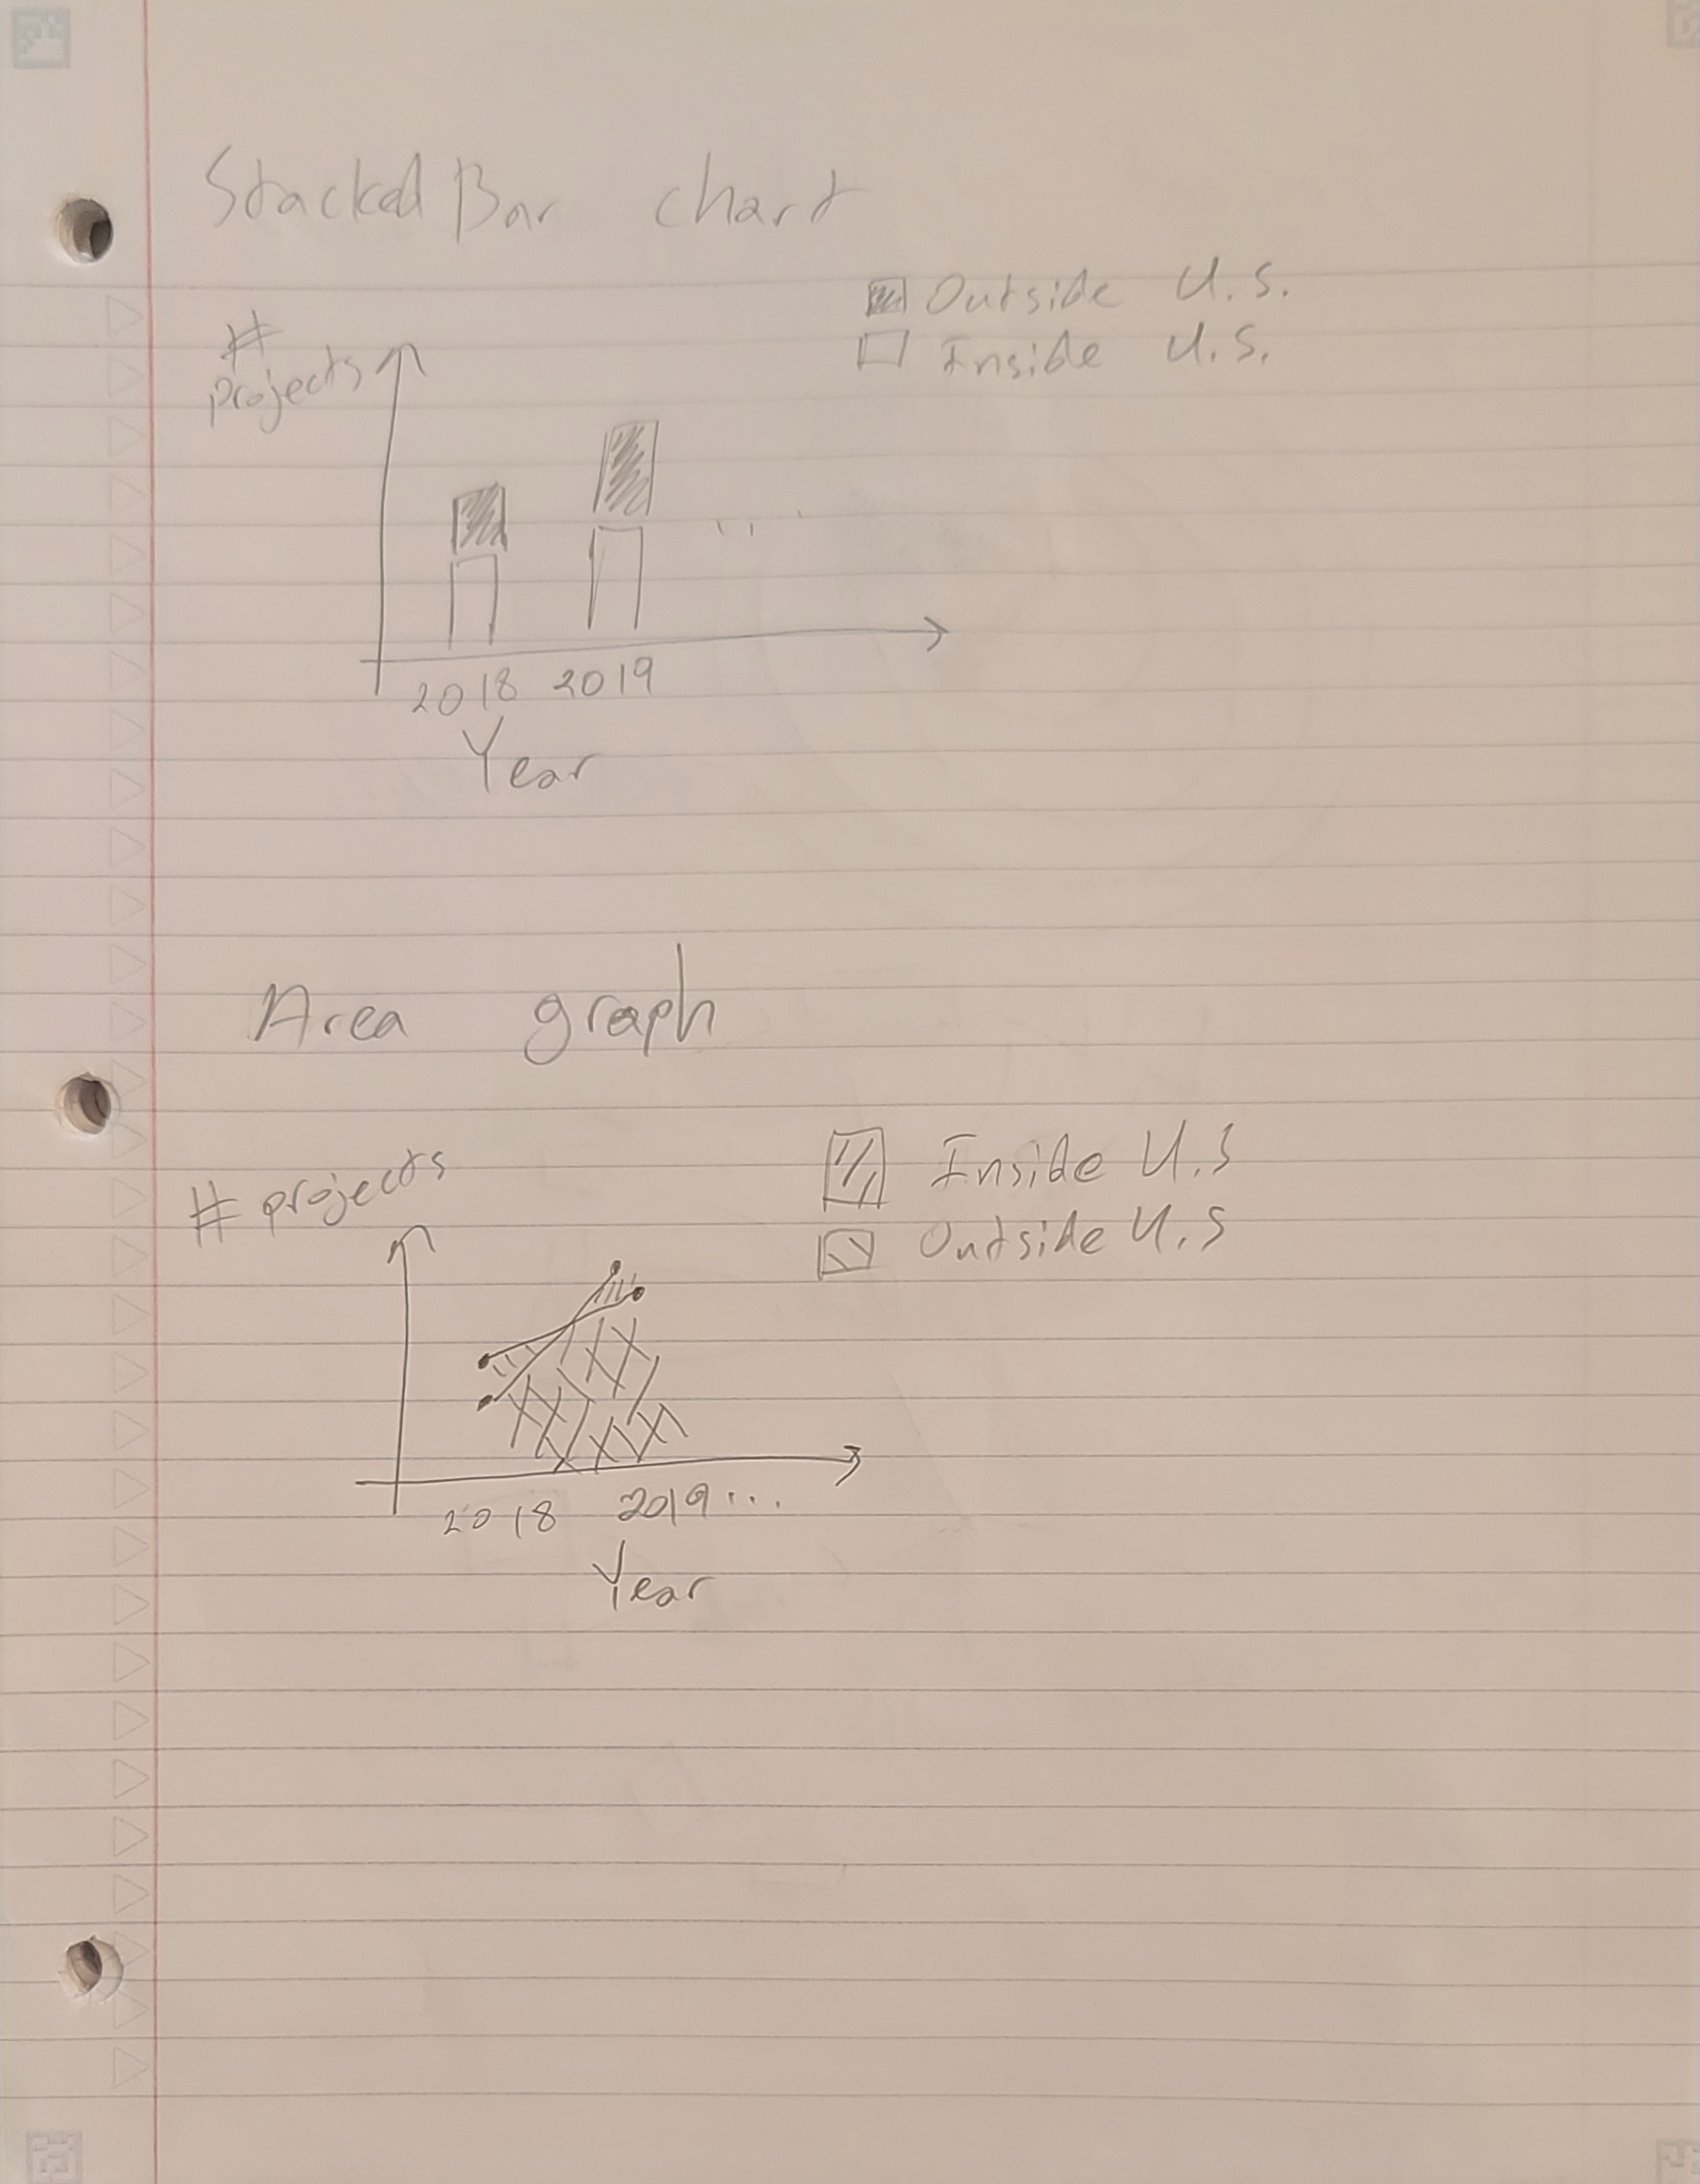 Stacked Bar chart
Outside U.S.
Inside U.S.
#
projects
2018 2019 ...
Year
Area graph
Inside U.S
Outside U.S
# projects
2018 2019...
Year